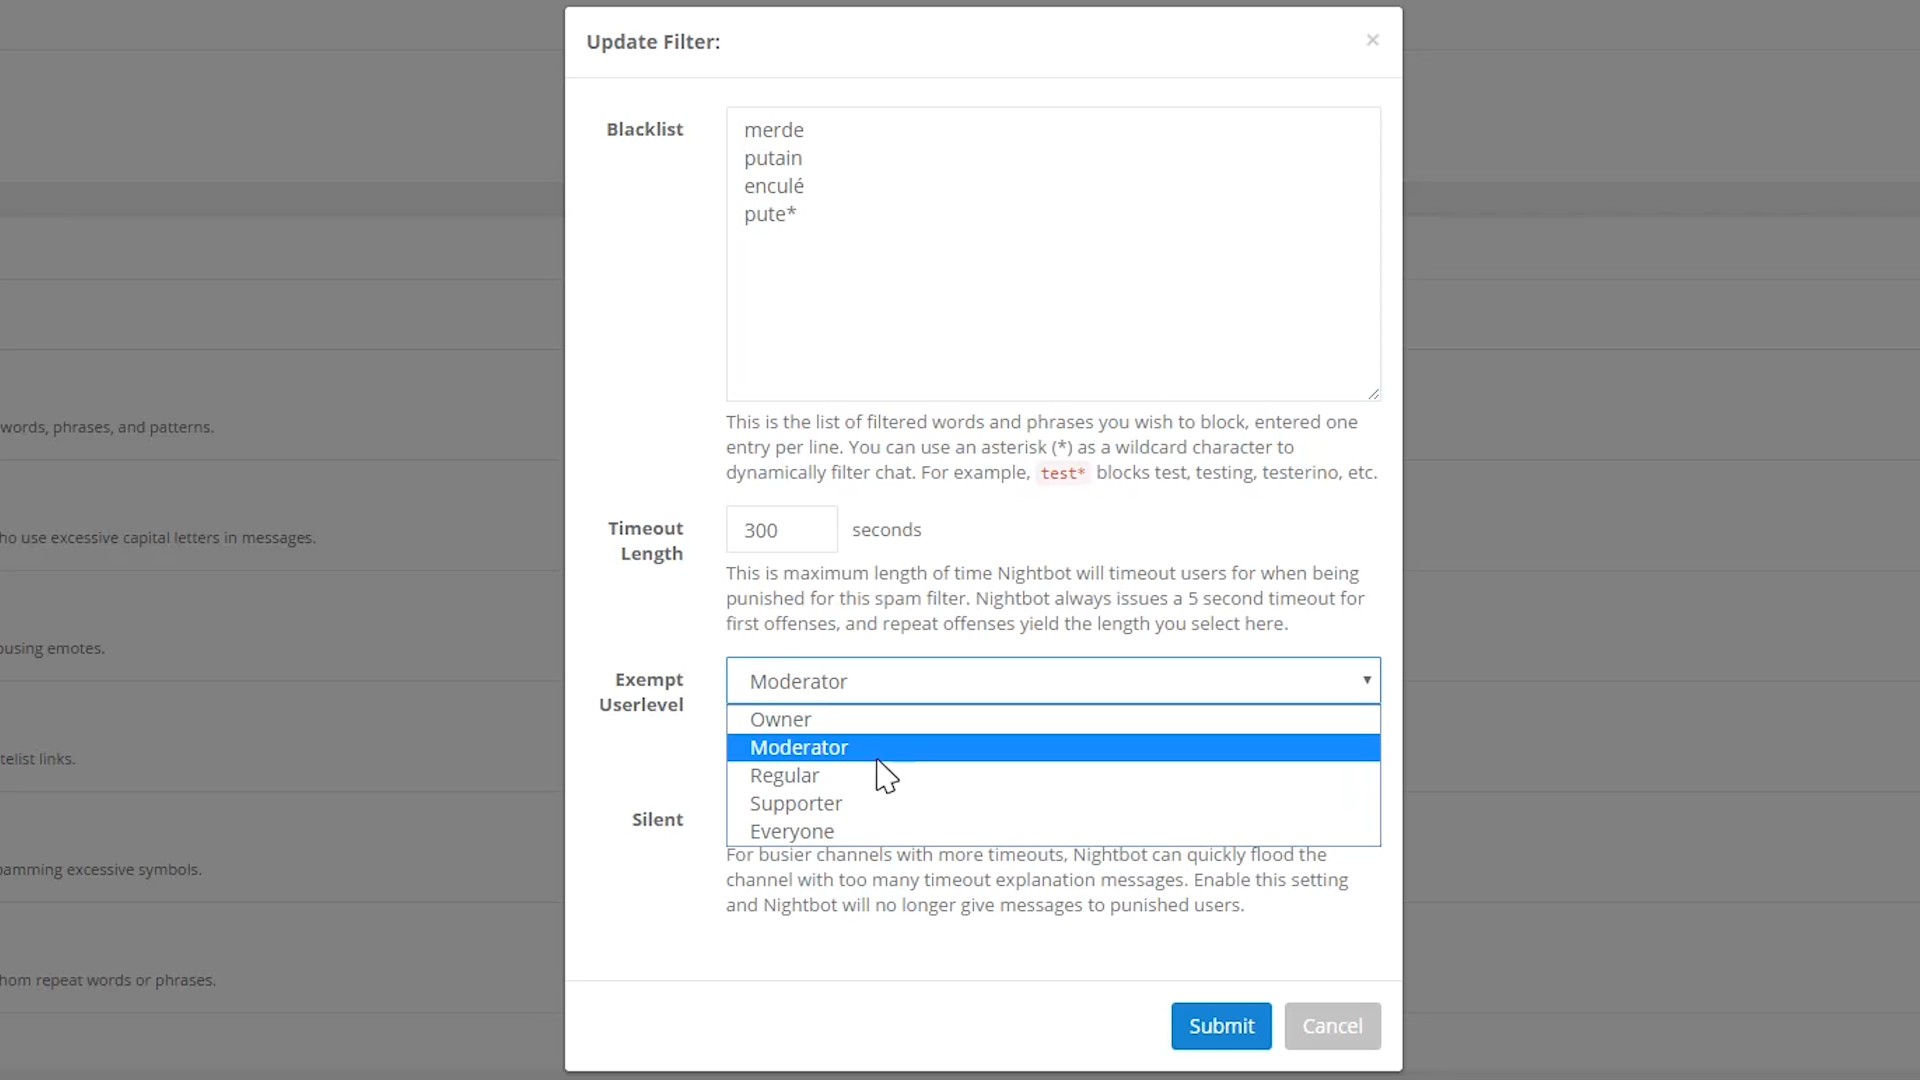 Update Filter:
×
Blacklist
merde
putain
enculé
pute*
This is the list of filtered words and phrases you wish to block, entered one
entry per line. You can use an asterisk (*) as a wildcard character to
dynamically filter chat. For example, test* blocks test, testing, testerino, etc.
Timeout
Length
300 seconds
This is maximum length of time Nightbot will timeout users for when being
punished for this spam filter. Nightbot always issues a 5 second timeout for
first offenses, and repeat offenses yield the length you select here.
Exempt
Userlevel
Moderator
Owner
Moderator
Regular
Supporter
Everyone
Silent
For busier channels with more timeouts, Nightbot can quickly flood the
channel with too many timeout explanation messages. Enable this setting
and Nightbot will no longer give messages to punished users.
Submit
Cancel
words, phrases, and patterns.
use excessive capital letters in messages.
emotes.
links.
excessive symbols.
repeat words or phrases.